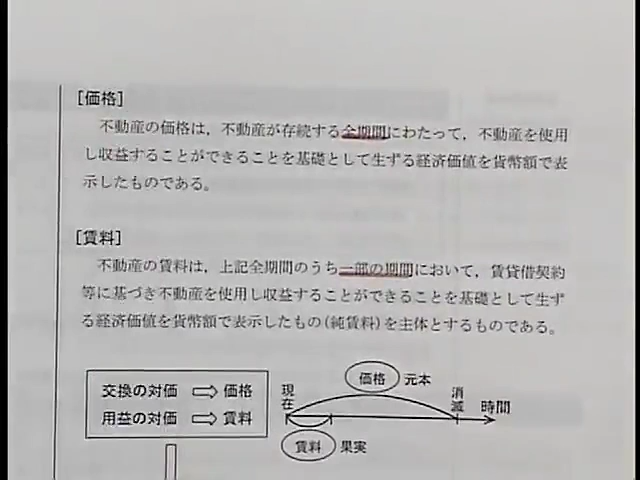 [価格]
不動産の価格は，不動産が存続する全期間にわたって，不動産を使用
し収益することができることを基礎として生ずる経済価値を貨幣額で表
示したものである。
[賃料]
不動産の賃料は，上記全期間のうち一部の期間において，賃貸借契約
等に基づき不動産を使用し収益することができることを基礎として生ず
る経済価値を貨幣額で表示したもの(純賃料)を主体とするものである。
交換の対価 ⇨ 価格
用益の対価 ⇨ 賃料
現在
価格 元本
消滅
時間
賃料 果実